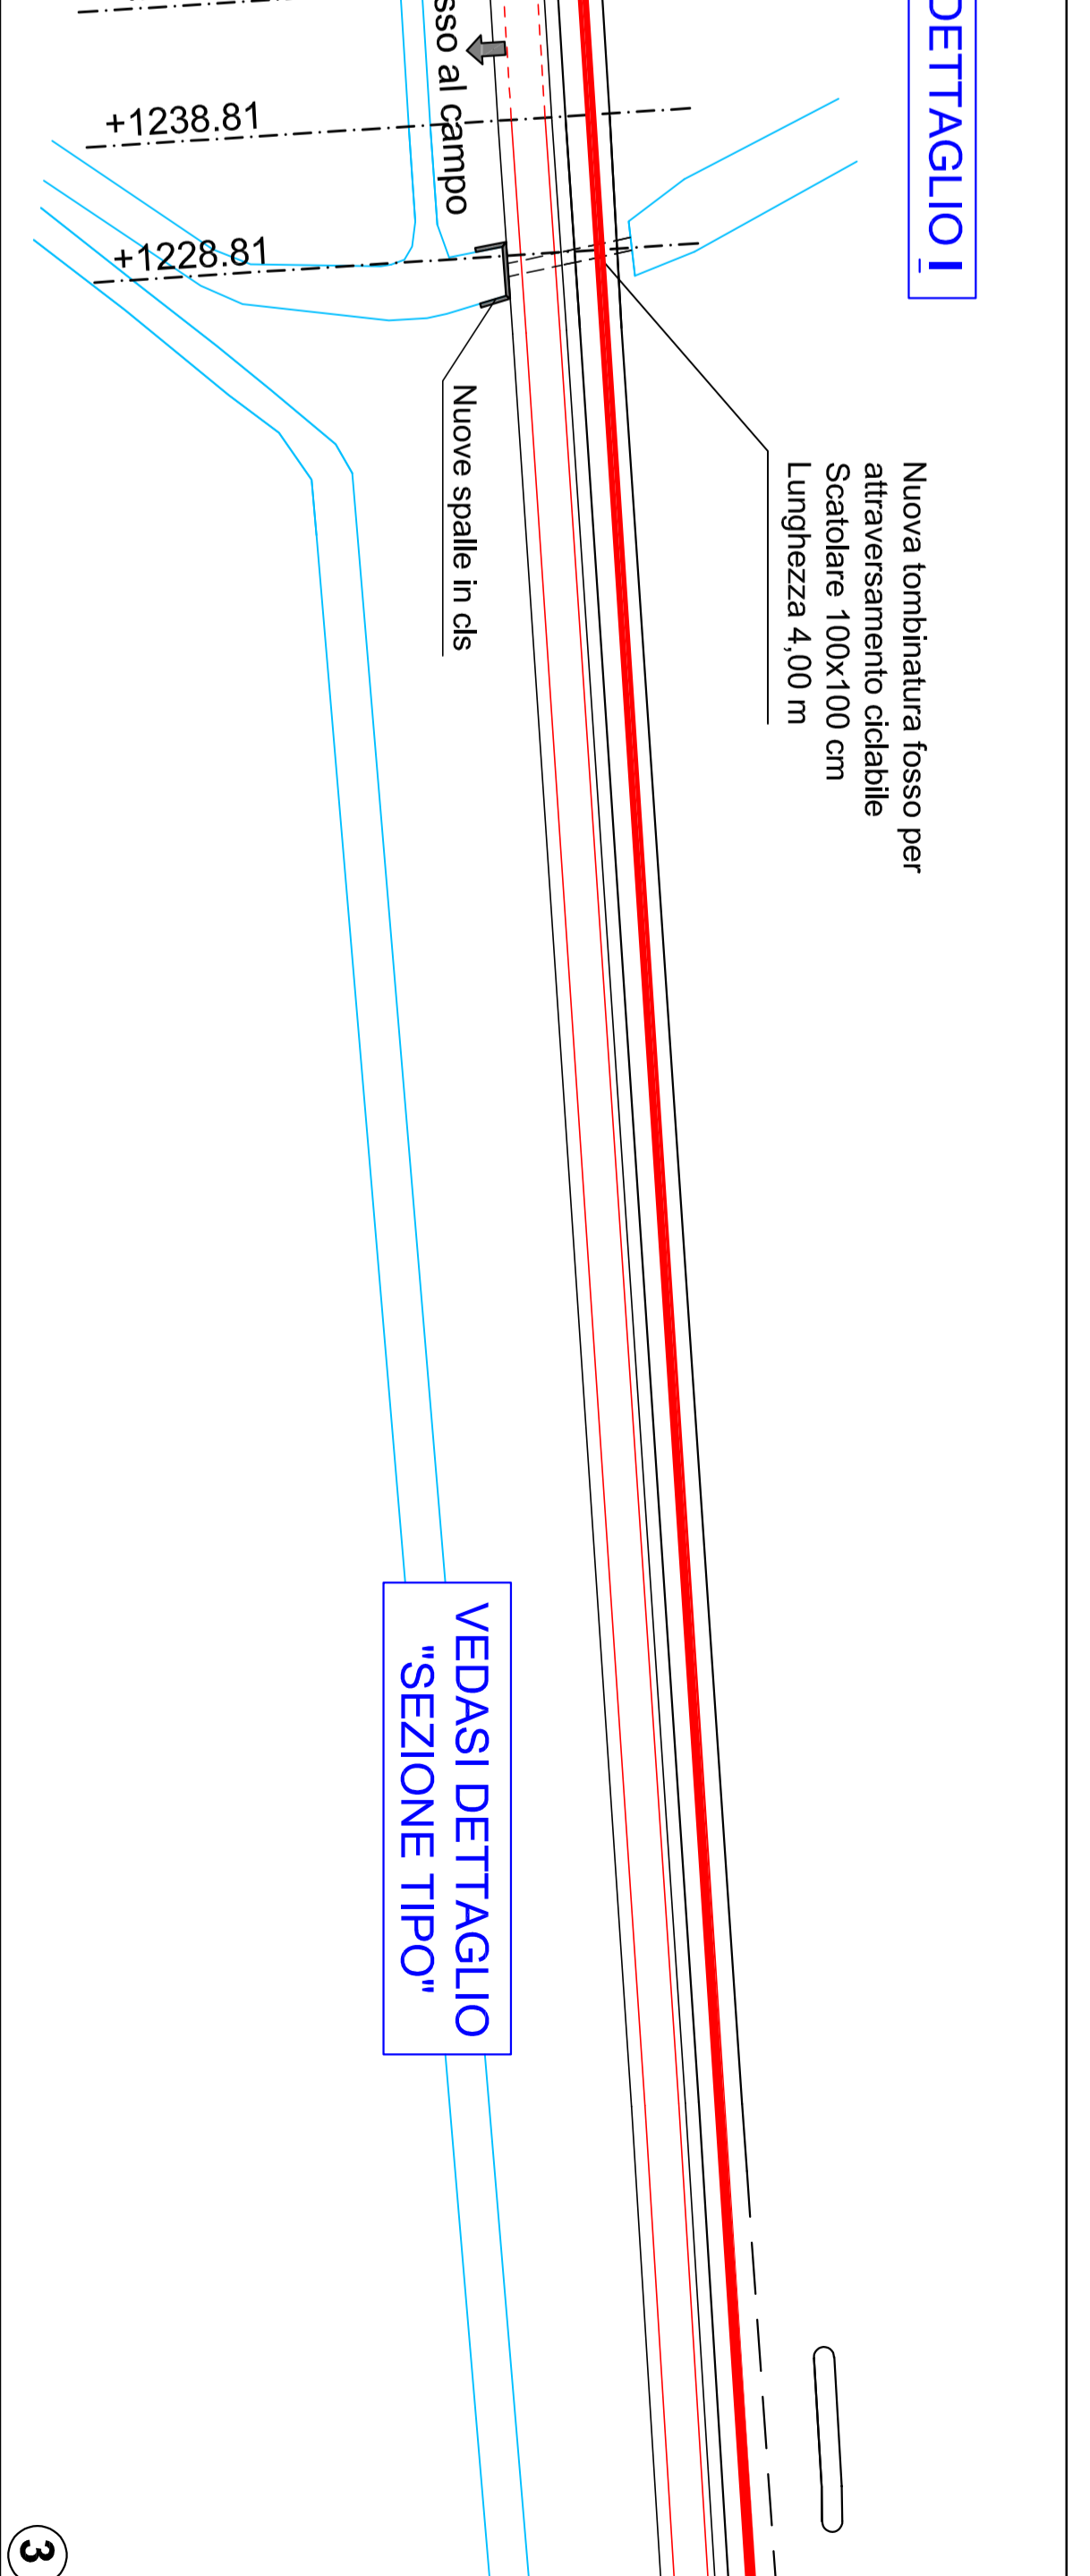 DETTAGLIO I
Nuova tombinatura fosso per
attraversamento ciclabile
Scatolare 100x100 cm
Lunghezza 4,00 m
al campo
+1238.81
+1228.81
Nuove spalle in cls
VEDASI DETTAGLIO
"SEZIONE TIPO"
3